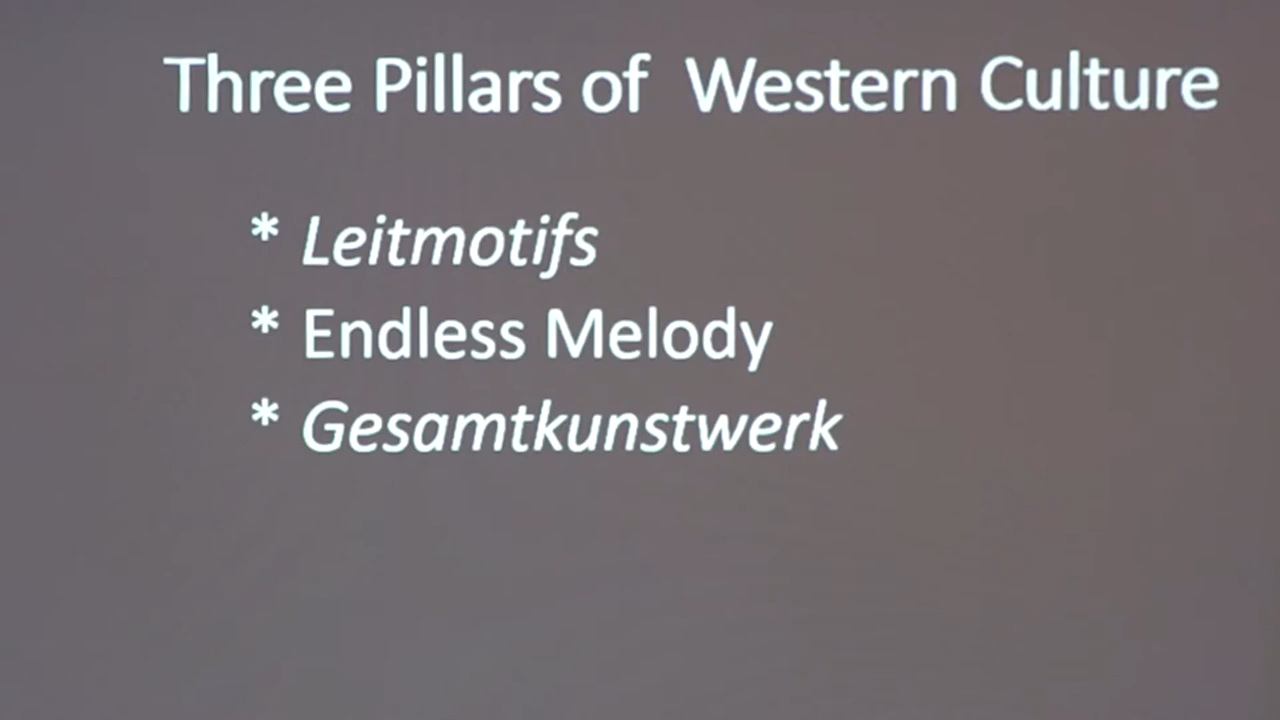 Three Pillars of  Western Culture
* Leitmotifs
* Endless Melody
* Gesamtkunstwerk